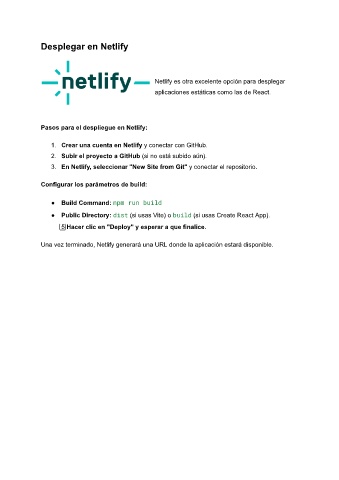 Desplegar en Netlify
netlify
Netlify es otra excelente opción para desplegar
aplicaciones estáticas como las de React.
Pasos para el despliegue en Netlify:
1. Crear una cuenta en Netlify y conectar con GitHub.
2. Subir el proyecto a GitHub (si no está subido aún).
3. En Netlify, seleccionar "New Site from Git" y conectar el repositorio.
Configurar los parámetros de build:
● Build Command: npm run build
● Public Directory: dist (si usas Vite) o build (si usas Create React App).
5️⃣Hacer clic en "Deploy" y esperar a que finalice.
Una vez terminado, Netlify generará una URL donde la aplicación estará disponible.